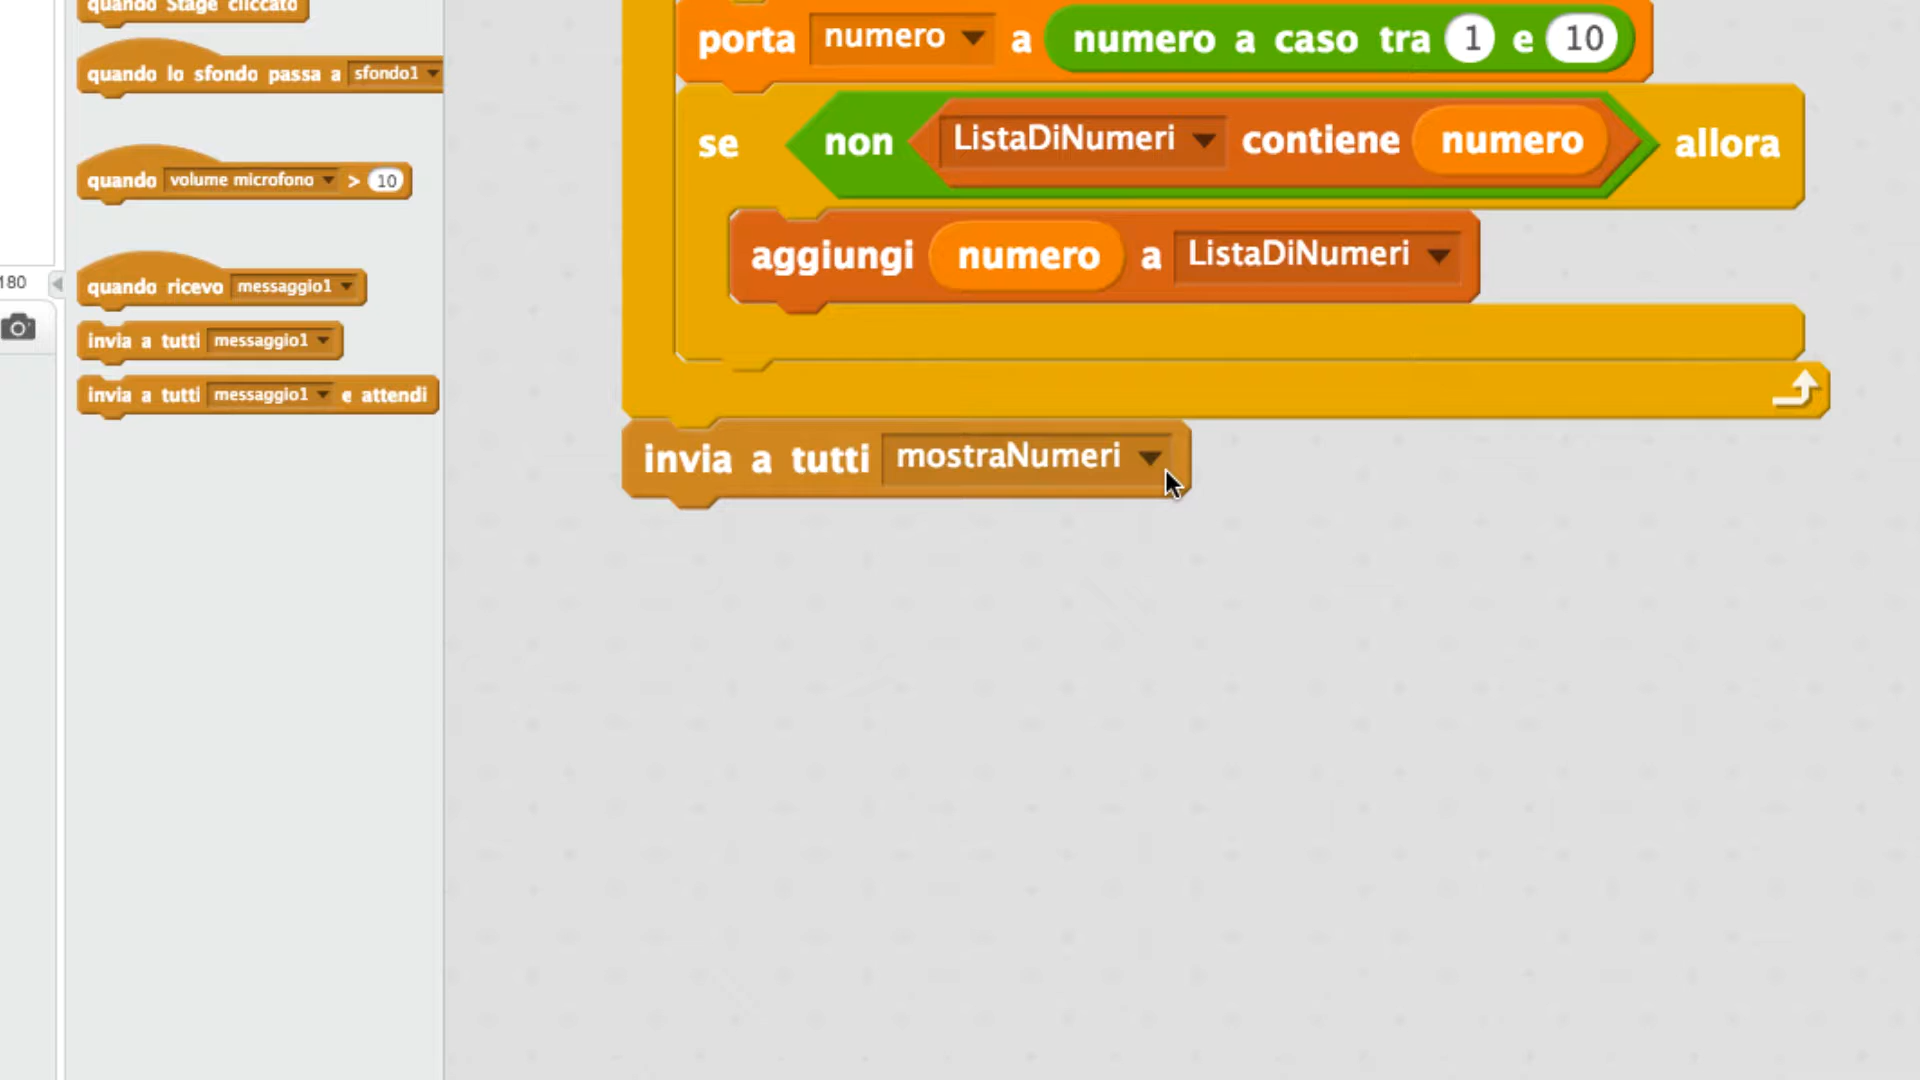 quando Stage cliccato
quando lo sfondo passa a sfondo1
quando volume microfono > 10
quando ricevo messaggio1
invia a tutti messaggio1
invia a tutti messaggio1 e attendi
180
porta numero a numero a caso tra 1 e 10
se non ListaDiNumeri contiene numero allora
aggiungi numero a ListaDiNumeri
invia a tutti mostraNumeri